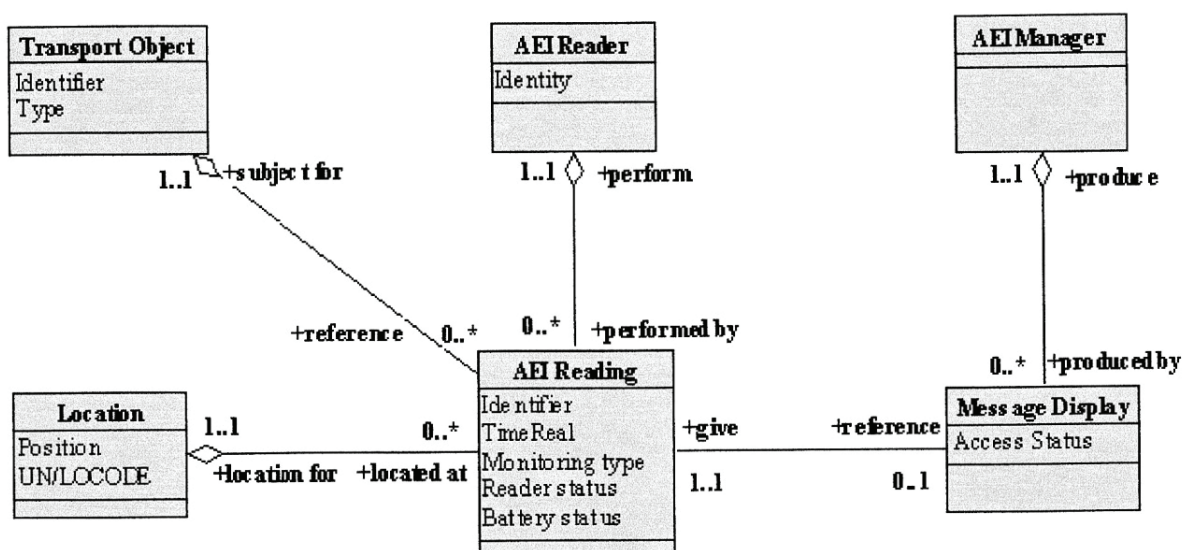 Transport Object
Identifier
Type
AEI Reader
Identity
AEI Manager
1..1
+subject for
1..1
+perform
1..1
+produce
+reference
0..*
0..*
+performed by
0..*
+produced by
Location
Position
UN/LOCODE
1..1
0..*
+location for
+located at
AEI Reading
Identifier
TimeReal
Monitoring type
Reader status
Battery status
+give
+reference
1..1
0..1
Message Display
Access Status